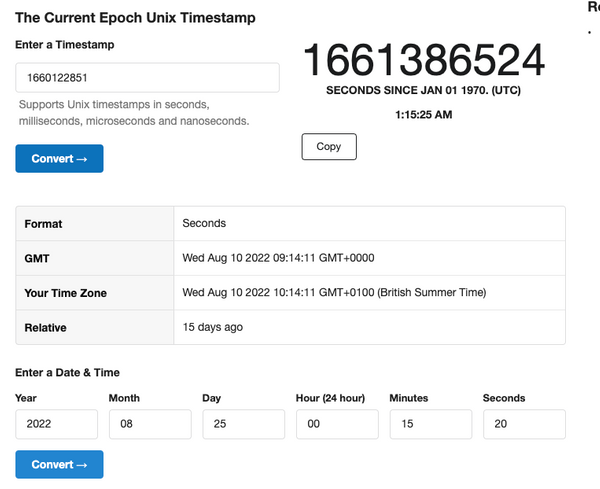 The Current Epoch Unix Timestamp
Enter a Timestamp
1660122851
Supports Unix timestamps in seconds,
milliseconds, microseconds and nanoseconds.
Convert →
1661386524
SECONDS SINCE JAN 01 1970. (UTC)
1:15:25 AM
Copy
Format Seconds
GMT Wed Aug 10 2022 09:14:11 GMT+0000
Your Time Zone Wed Aug 10 2022 10:14:11 GMT+0100 (British Summer Time)
Relative 15 days ago
Enter a Date & Time
Year Month Day Hour (24 hour) Minutes Seconds
2022 08 25 00 15 20
Convert →